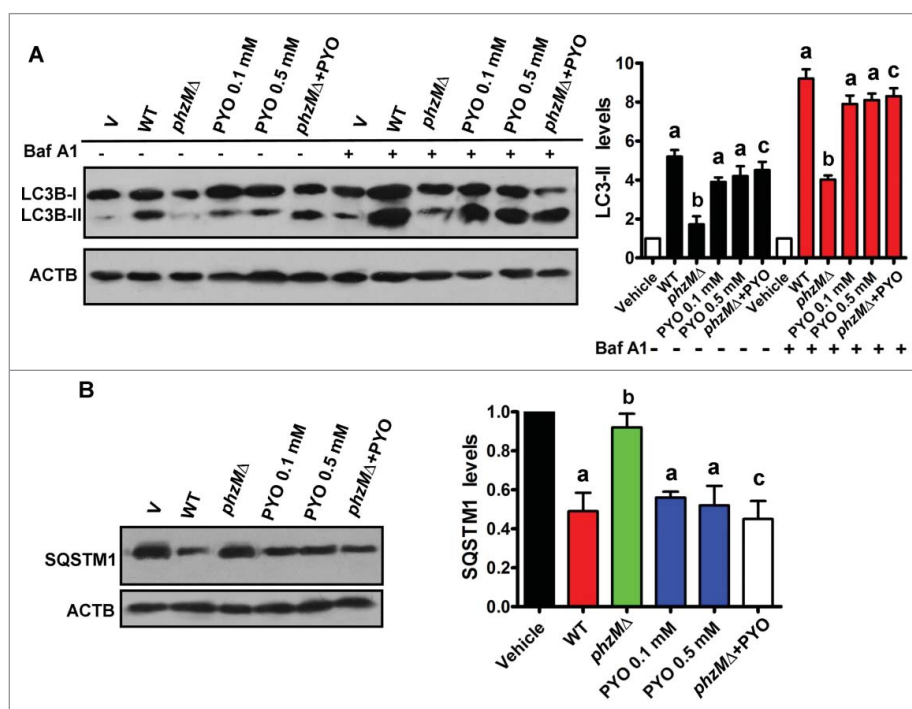 A
V WT phzMΔ PYO 0.1 mM PYO 0.5 mM phzMΔ+PYO V WT phzMΔ PYO 0.1 mM PYO 0.5 mM phzMΔ+PYO
Baf A1 - - - - - - + + + + + +
LC3B-I
LC3B-II
ACTB
LC3-II levels
10
8
6
4
2
0
a b a a c a b a a c
Vehicle WT phzMΔ PYO 0.1 mM PYO 0.5 mM phzMΔ+PYO Vehicle WT phzMΔ PYO 0.1 mM PYO 0.5 mM phzMΔ+PYO
Baf A1 - - - - - - + + + + + +
B
V WT phzMΔ PYO 0.1 mM PYO 0.5 mM phzMΔ+PYO
SQSTM1
ACTB
SQSTM1 levels
1.0
0.8
0.6
0.4
0.2
0.0
a b a a c
Vehicle WT phzMΔ PYO 0.1 mM PYO 0.5 mM phzMΔ+PYO